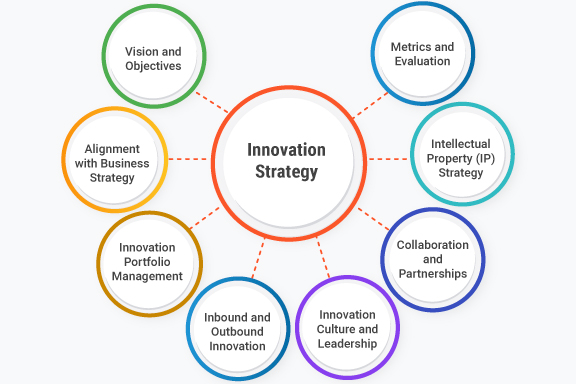 Vision and
Objectives
Metrics and
Evaluation
Alignment
with Business
Strategy
Innovation
Strategy
Intellectual
Property (IP)
Strategy
Innovation
Portfolio
Management
Collaboration
and
Partnerships
Inbound and
Outbound
Innovation
Innovation
Culture and
Leadership